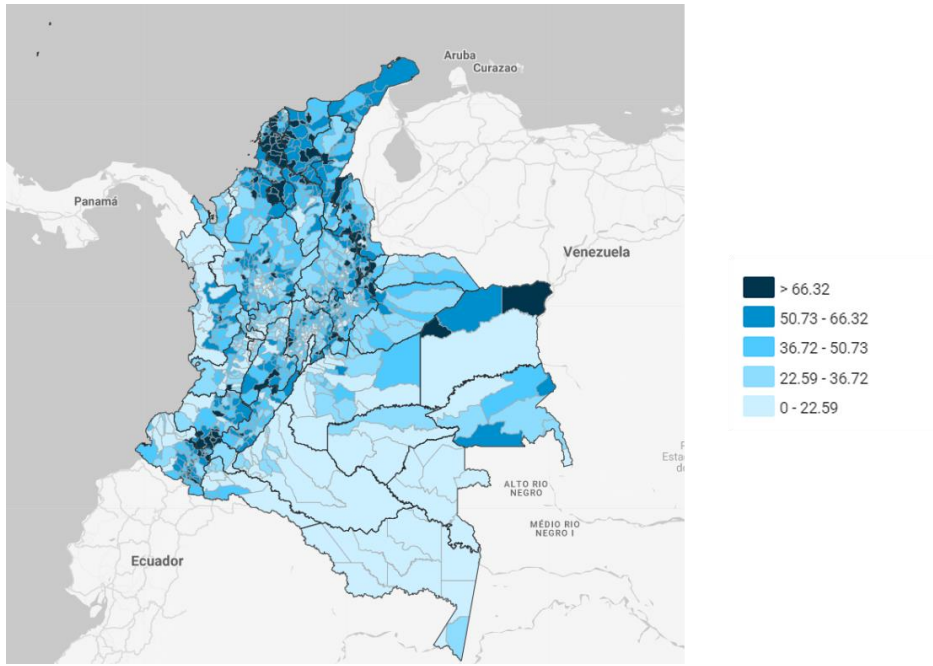 Aruba
Curazao
Panamá
Venezuela
> 66.32
50.73 - 66.32
36.72 - 50.73
22.59 - 36.72
0 - 22.59
ALTO RIO
NEGRO
MÉDIO RIO
NEGRO I
Ecuador